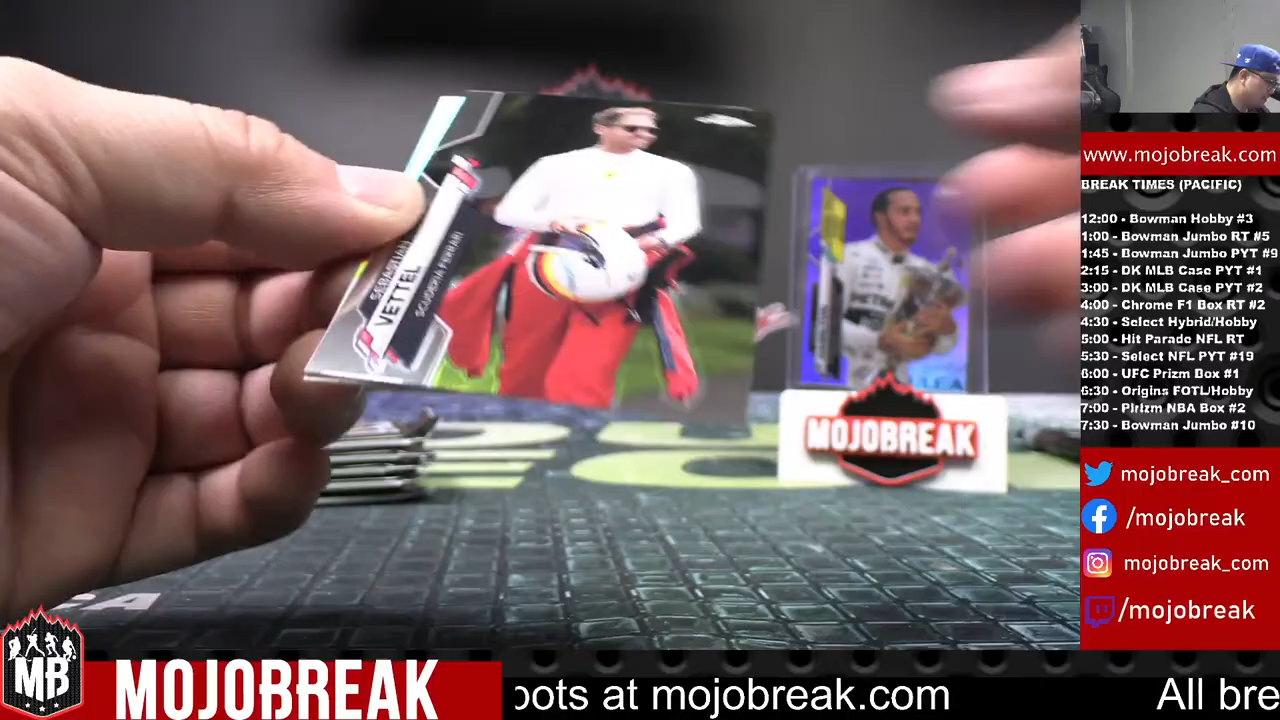 SEBASTIAN
VETTEL
SCUDERIA FERRARI
MOJOBREAK
www.mojobreak.com
BREAK TIMES (PACIFIC)
12:00 - Bowman Hobby #3
1:00 - Bowman Jumbo RT #5
1:45 - Bowman Jumbo PYT #9
2:15 - DK MLB Case PYT #1
3:00 - DK MLB Case PYT #2
4:00 - Chrome F1 Box RT #2
4:30 - Select Hybrid/Hobby
5:00 - Hit Parade NFL RT
5:30 - Select NFL PYT #19
6:00 - UFC Prizm Box #1
6:30 - Origins FOTL/Hobby
7:00 - Pirizm NBA Box #2
7:30 - Bowman Jumbo #10
mojobreak_com
/mojobreak
mojobreak_com
/mojobreak
MB
MOJOBREAK
oots at mojobreak.com
All bre